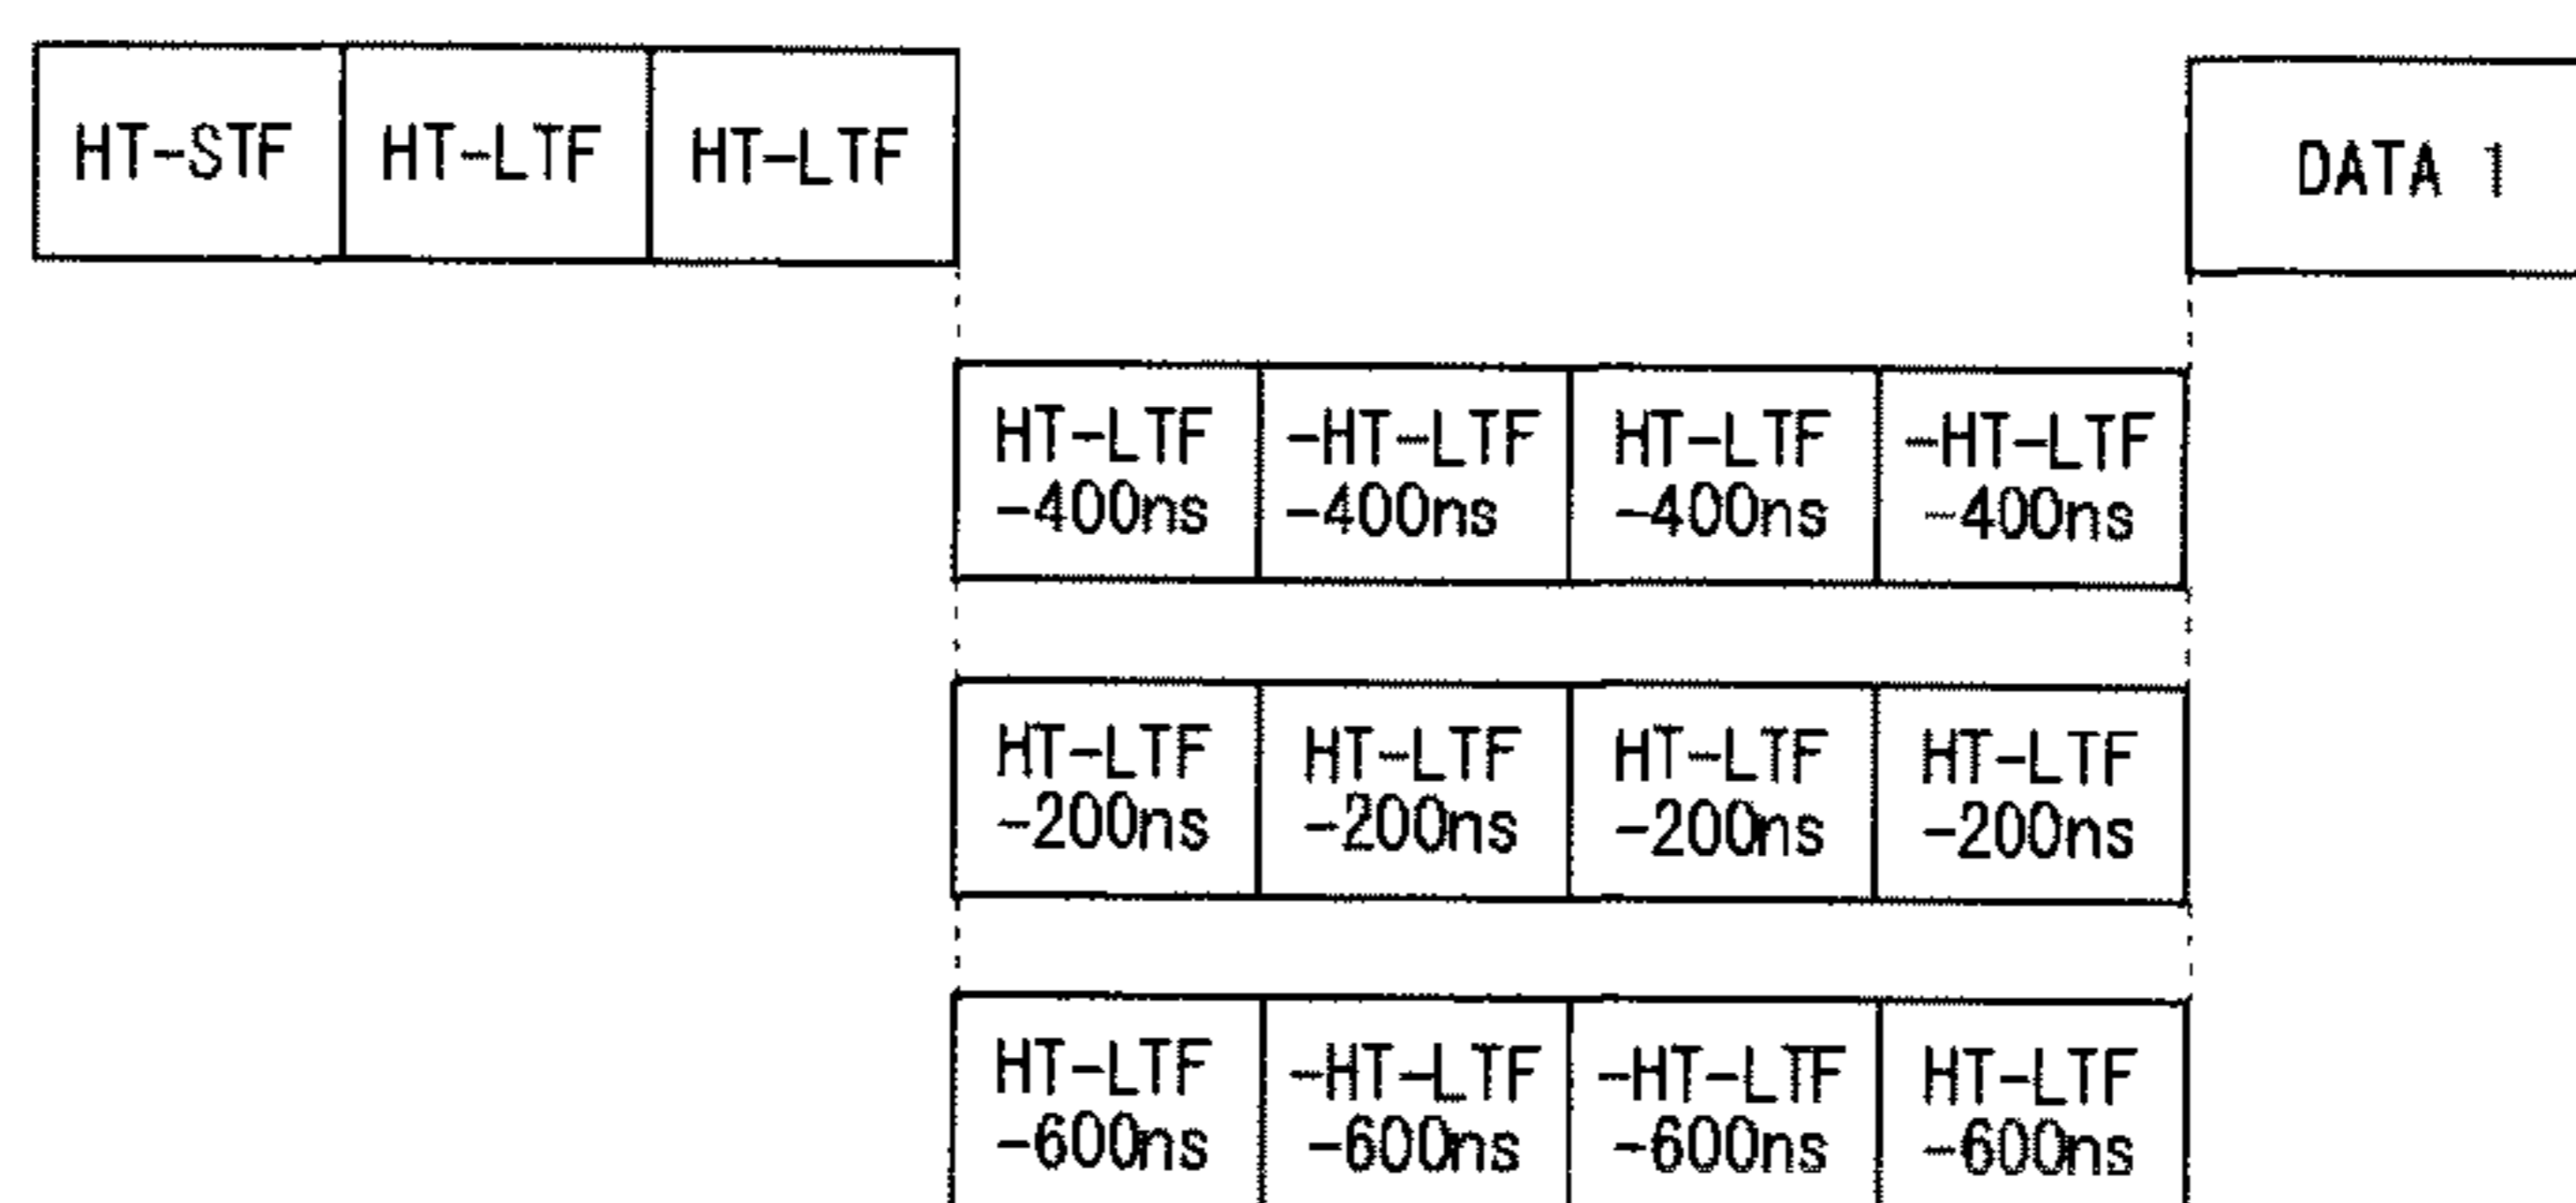 HT-STF HT-LTF HT-LTF DATA 1
HT-LTF -HT-LTF HT-LTF -HT-LTF
-400ns -400ns -400ns -400ns
HT-LTF HT-LTF HT-LTF HT-LTF
-200ns -200ns -200ns -200ns
HT-LTF -HT-LTF -HT-LTF HT-LTF
-600ns -600ns -600ns -600ns